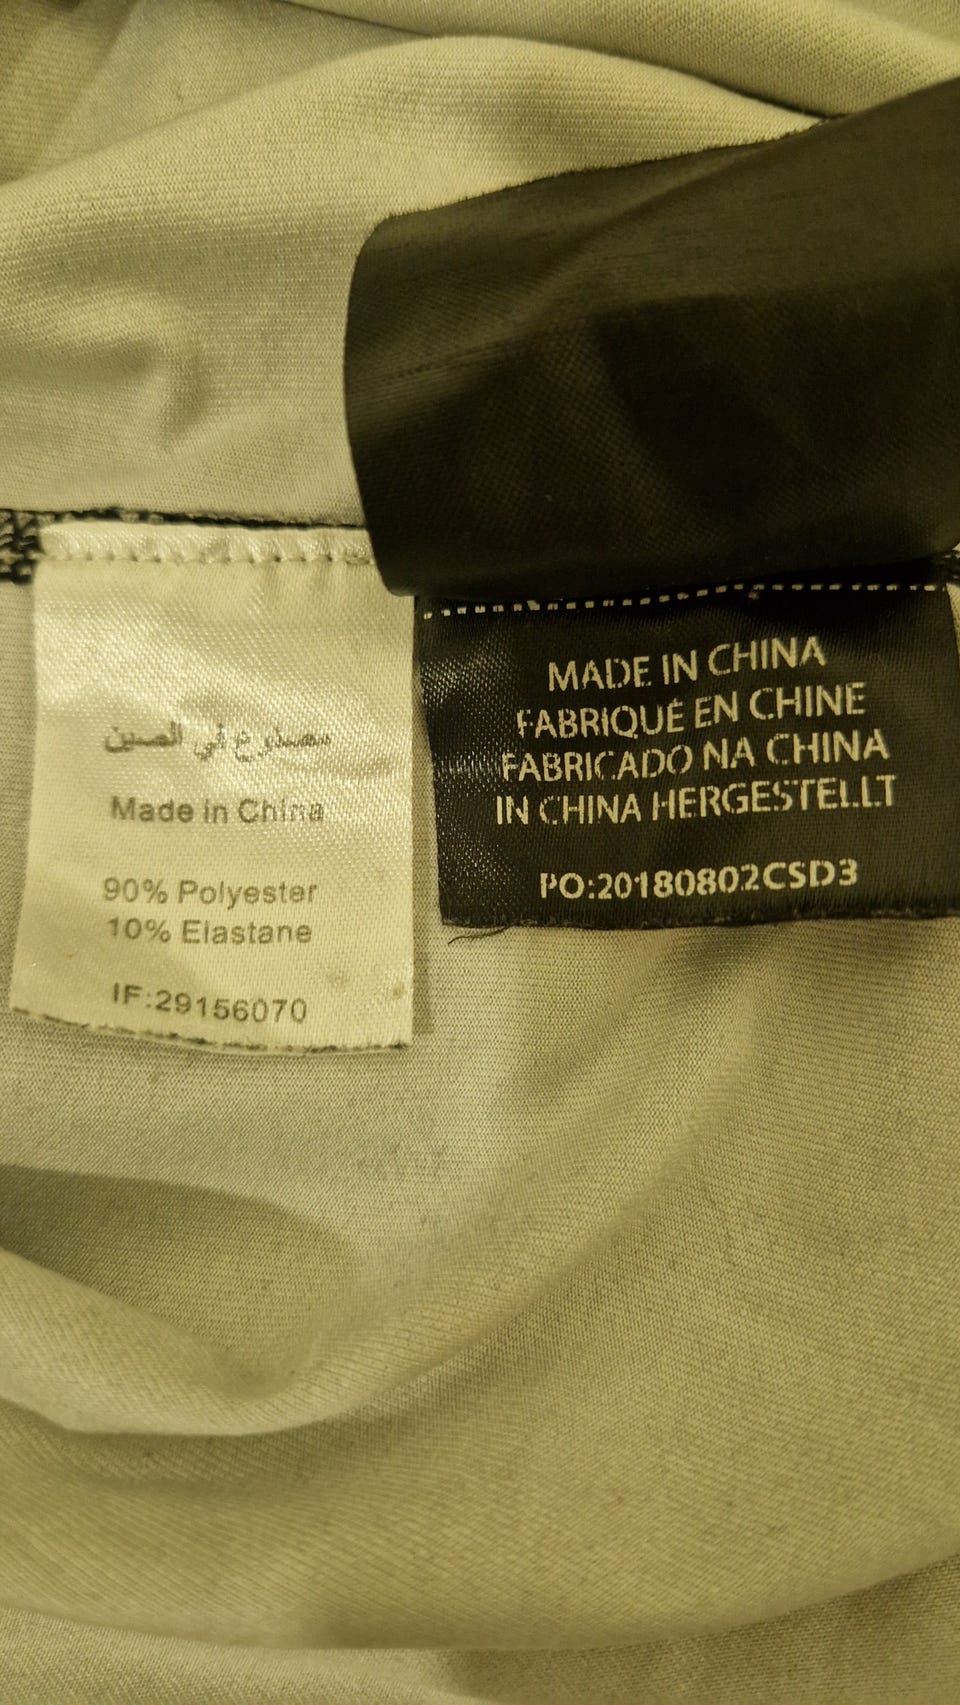 مصنوع في الصين
Made in China
90% Polyester
10% Elastane
IF:29156070
MADE IN CHINA
FABRIQUÉ EN CHINE
FABRICADO NA CHINA
IN CHINA HERGESTELLT
PO:20180802CSD3